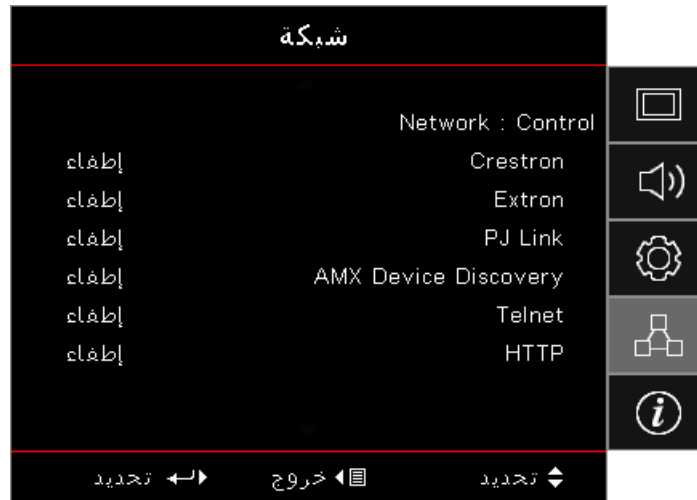 شبكة
Network : Control
Crestron إطفاء
Extron إطفاء
PJ Link إطفاء
AMX Device Discovery إطفاء
Telnet إطفاء
HTTP إطفاء
تحديد خروج تحديد